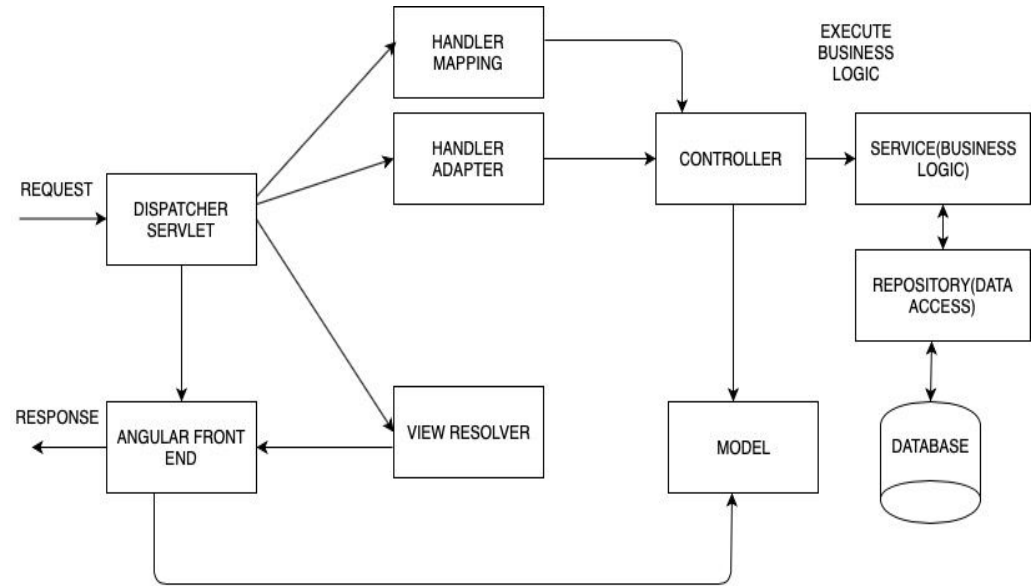 HANDLER
MAPPING
EXECUTE
BUSINESS
LOGIC
HANDLER
ADAPTER
CONTROLLER
SERVICE(BUSINESS
LOGIC)
REQUEST
DISPATCHER
SERVLET
REPOSITORY(DATA
ACCESS)
RESPONSE
ANGULAR FRONT
END
VIEW RESOLVER
MODEL
DATABASE